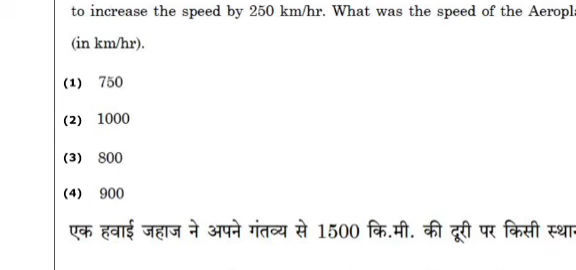 to increase the speed by 250 km/hr. What was the speed of the
(in km/hr).
(1) 750
(2) 1000
(3) 800
(4) 900
एक हवाई जहाज ने अपने गंतव्य से 1500 कि.मी. की दूरी पर किसी